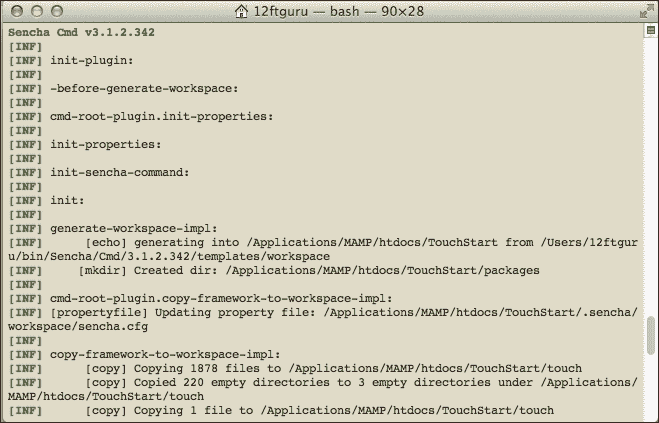 12ftguru — bash — 90×28
Sencha Cmd v3.1.2.342
[INF]
[INF] init-plugin:
[INF]
[INF] -before-generate-workspace:
[INF]
[INF] cmd-root-plugin.init-properties:
[INF]
[INF] init-properties:
[INF]
[INF] init-sencha-command:
[INF]
[INF] init:
[INF]
[INF] generate-workspace-impl:
[INF]      [echo] generating into /Applications/MAMP/htdocs/TouchStart from /Users/12ftgur
u/bin/Sencha/Cmd/3.1.2.342/templates/workspace
[INF]     [mkdir] Created dir: /Applications/MAMP/htdocs/TouchStart/packages
[INF]
[INF] cmd-root-plugin.copy-framework-to-workspace-impl:
[INF] [propertyfile] Updating property file: /Applications/MAMP/htdocs/TouchStart/.sencha/
workspace/sencha.cfg
[INF]
[INF] copy-framework-to-workspace-impl:
[INF]      [copy] Copying 1878 files to /Applications/MAMP/htdocs/TouchStart/touch
[INF]      [copy] Copied 220 empty directories to 3 empty directories under /Applications/
MAMP/htdocs/TouchStart/touch
[INF]      [copy] Copying 1 file to /Applications/MAMP/htdocs/TouchStart/touch